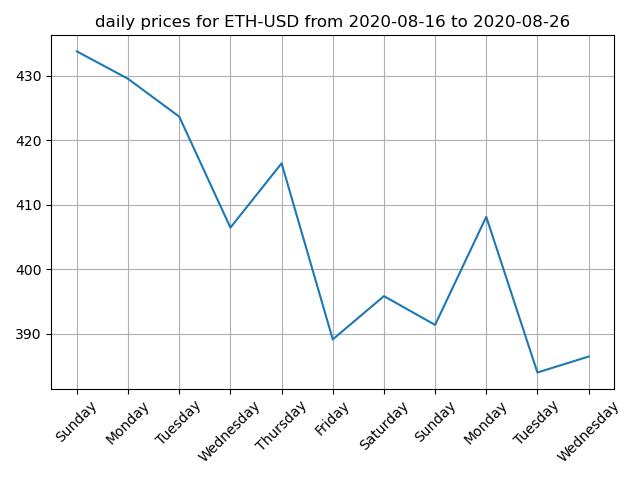 daily prices for ETH-USD from 2020-08-16 to 2020-08-26
430
420
410
400
390
Sunday
Monday
Tuesday
Wednesday
Thursday
Friday
Saturday
Sunday
Monday
Tuesday
Wednesday